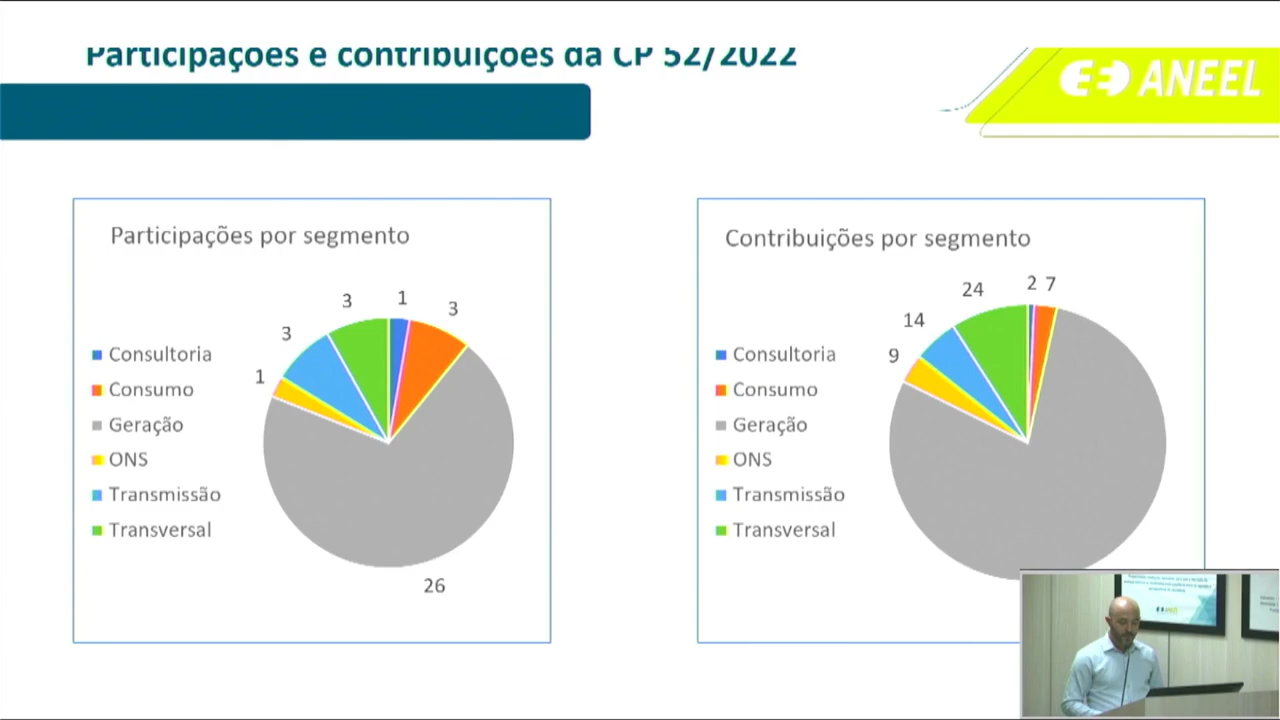 Participações e contribuições da CP 52/2022
ANEEL
Participações por segmento
3
1
3
3
1
26
Consultoria
Consumo
Geração
ONS
Transmissão
Transversal
Contribuições por segmento
24
2
7
14
9
Consultoria
Consumo
Geração
ONS
Transmissão
Transversal
ANEEL